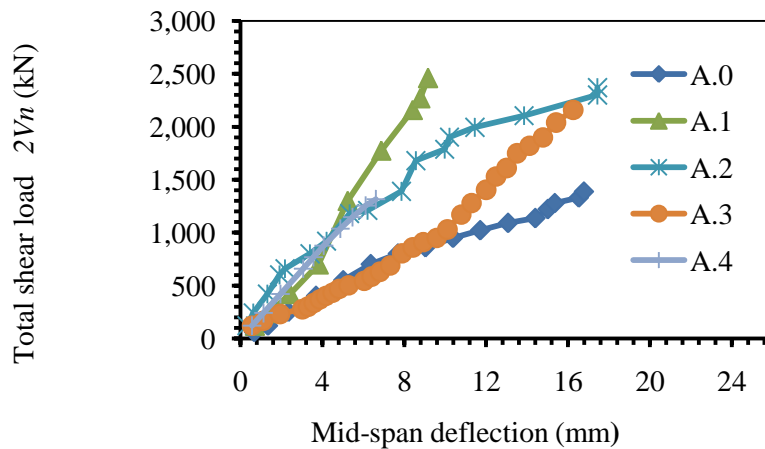 3,000
2,500
2,000
1,500
1,000
500
0
Total shear load 2Vn (kN)
0 4 8 12 16 20 24
Mid-span deflection (mm)
A.0
A.1
A.2
A.3
A.4